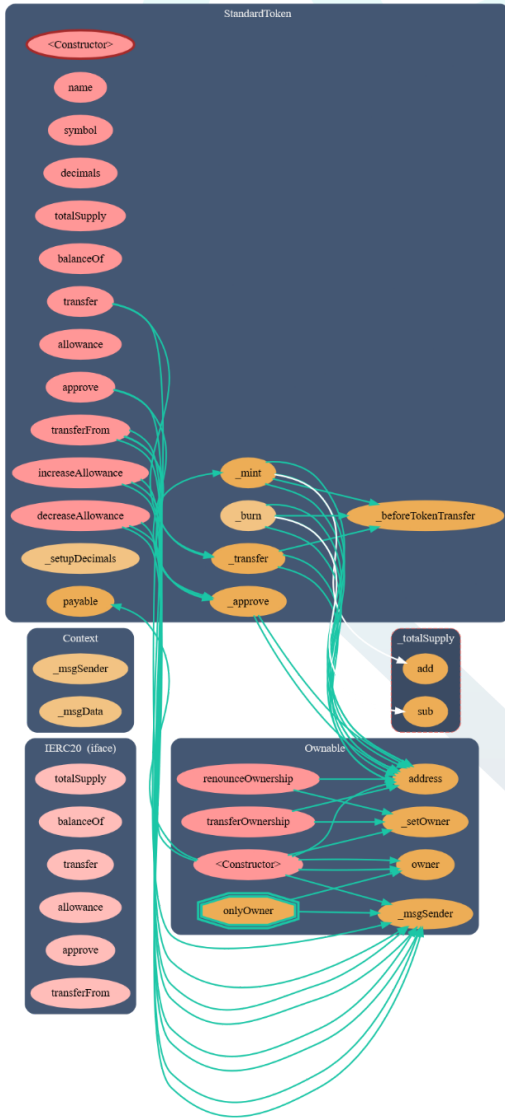 StandardToken
<Constructor>
name
symbol
decimals
totalSupply
balanceOf
transfer
allowance
approve
transferFrom
increaseAllowance
decreaseAllowance
_setupDecimals
payable
_mint
_burn
_transfer
_approve
_beforeTokenTransfer
Context
_msgSender
_msgData
_totalSupply
add
sub
IERC20 (iface)
totalSupply
balanceOf
transfer
allowance
approve
transferFrom
Ownable
renounceOwnership
transferOwnership
<Constructor>
onlyOwner
address
_setOwner
owner
_msgSender